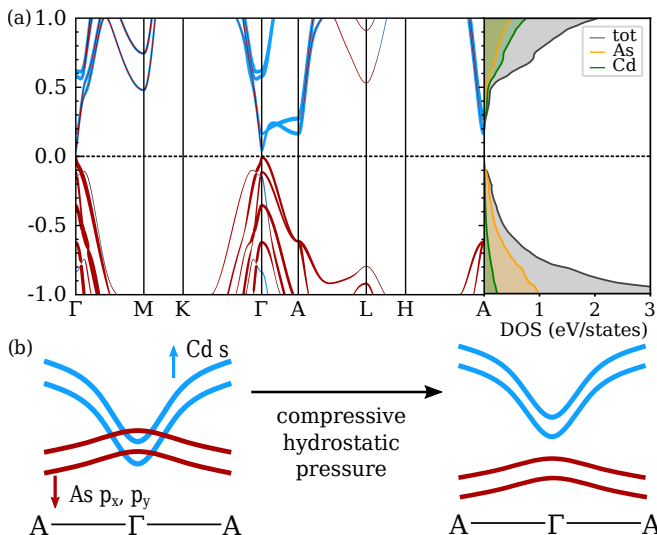 (a)
1.0
0.5
0.0
-0.5
-1.0
Γ M K Γ A L H A
tot
As
Cd
0 1 2 3
DOS (eV/states)
(b)
Cd s
As pₓ, pᵧ
A Γ A
compressive
hydrostatic
pressure
A Γ A